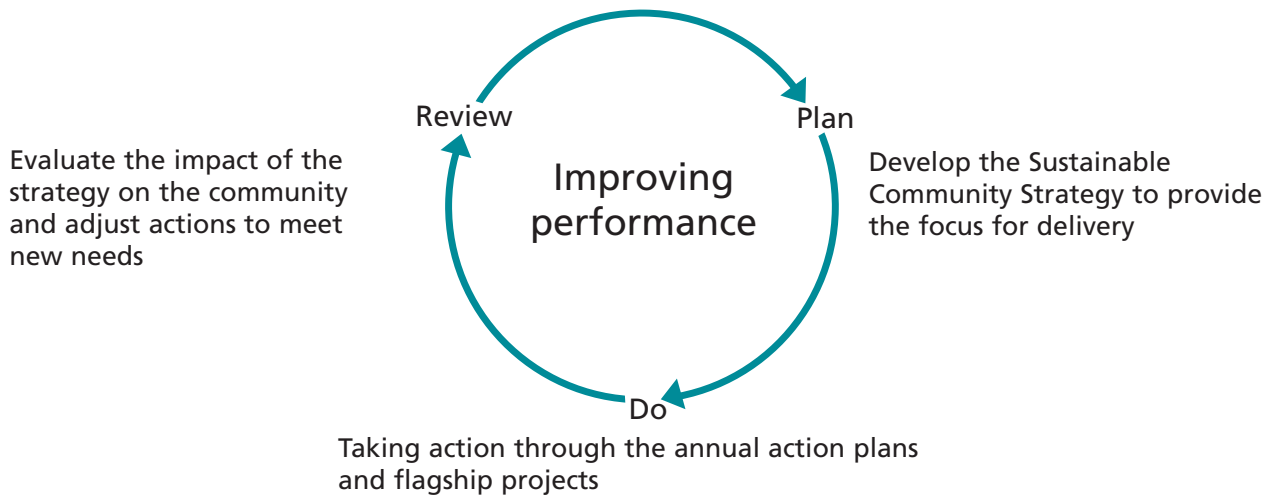 Review
Plan
Evaluate the impact of the
strategy on the community
and adjust actions to meet
new needs
Improving
performance
Develop the Sustainable
Community Strategy to provide
the focus for delivery
Do
Taking action through the annual action plans
and flagship projects